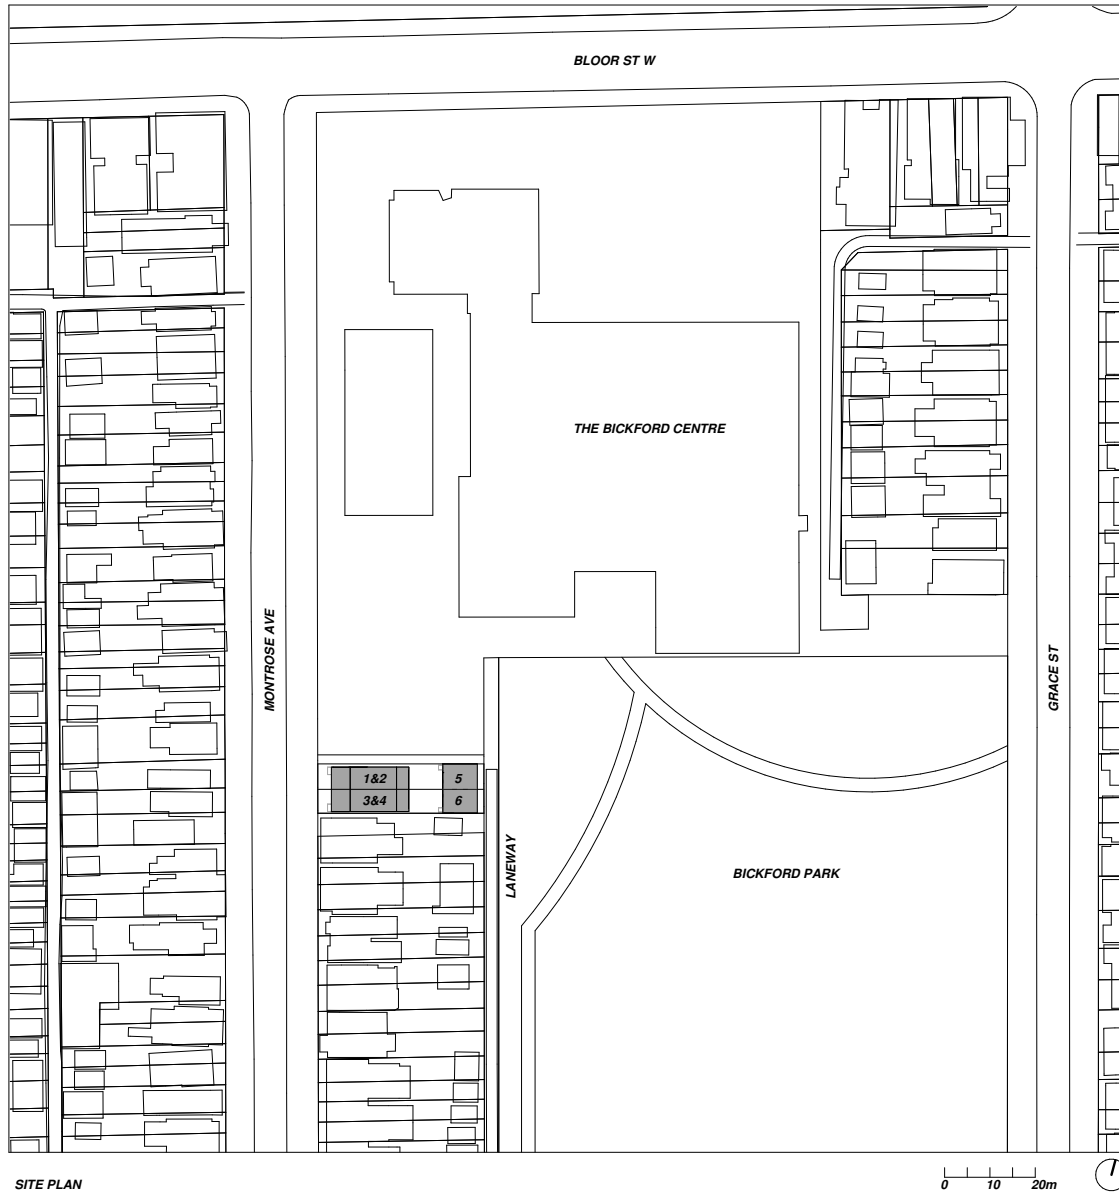 BLOOR ST W
THE BICKFORD CENTRE
MONTROSE AVE
GRACE ST
1&2
5
3&4
6
LANEWAY
BICKFORD PARK
SITE PLAN
0 10 20m